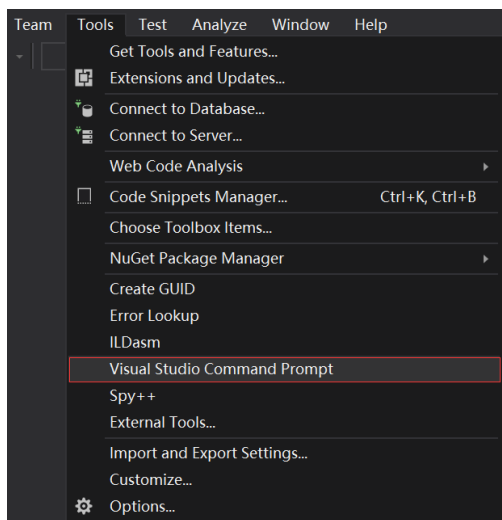 Team Tools Test Analyze Window Help
Get Tools and Features...
Extensions and Updates...
Connect to Database...
Connect to Server...
Web Code Analysis
Code Snippets Manager... Ctrl+K, Ctrl+B
Choose Toolbox Items...
NuGet Package Manager
Create GUID
Error Lookup
ILDasm
Visual Studio Command Prompt
Spy++
External Tools...
Import and Export Settings...
Customize...
Options...